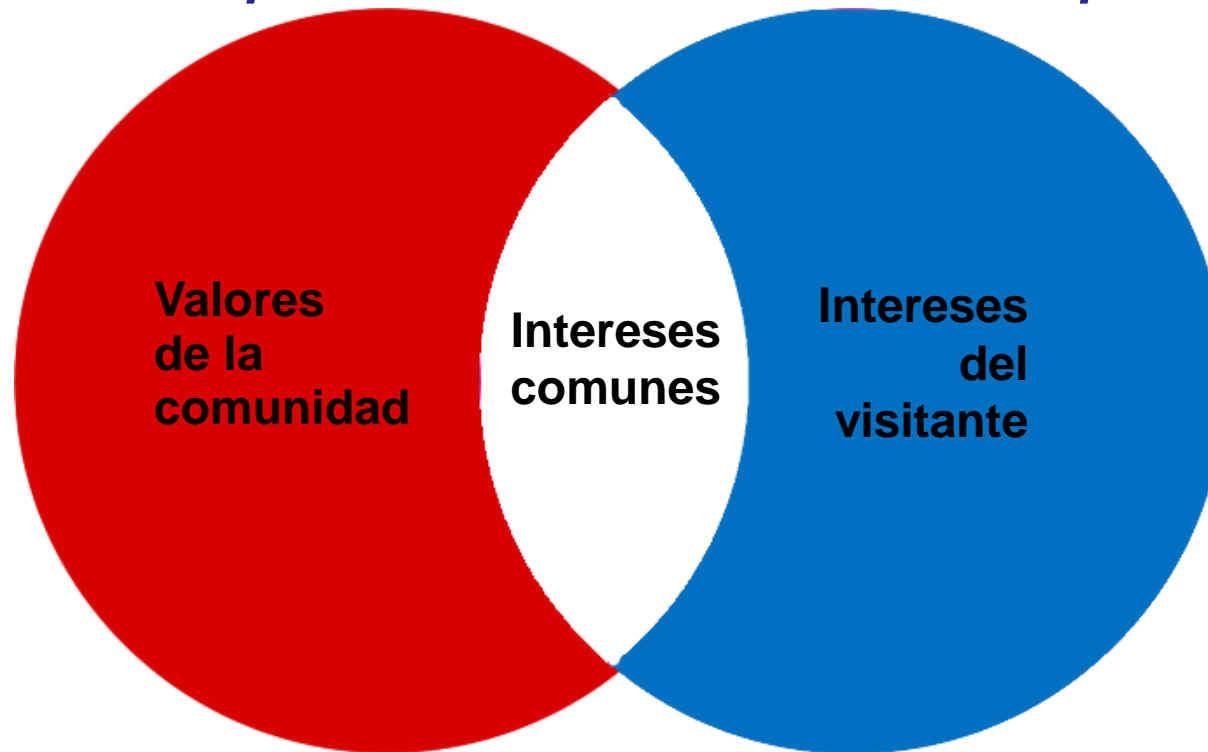 Valores
de la
comunidad
Intereses
comunes
Intereses
del
visitante